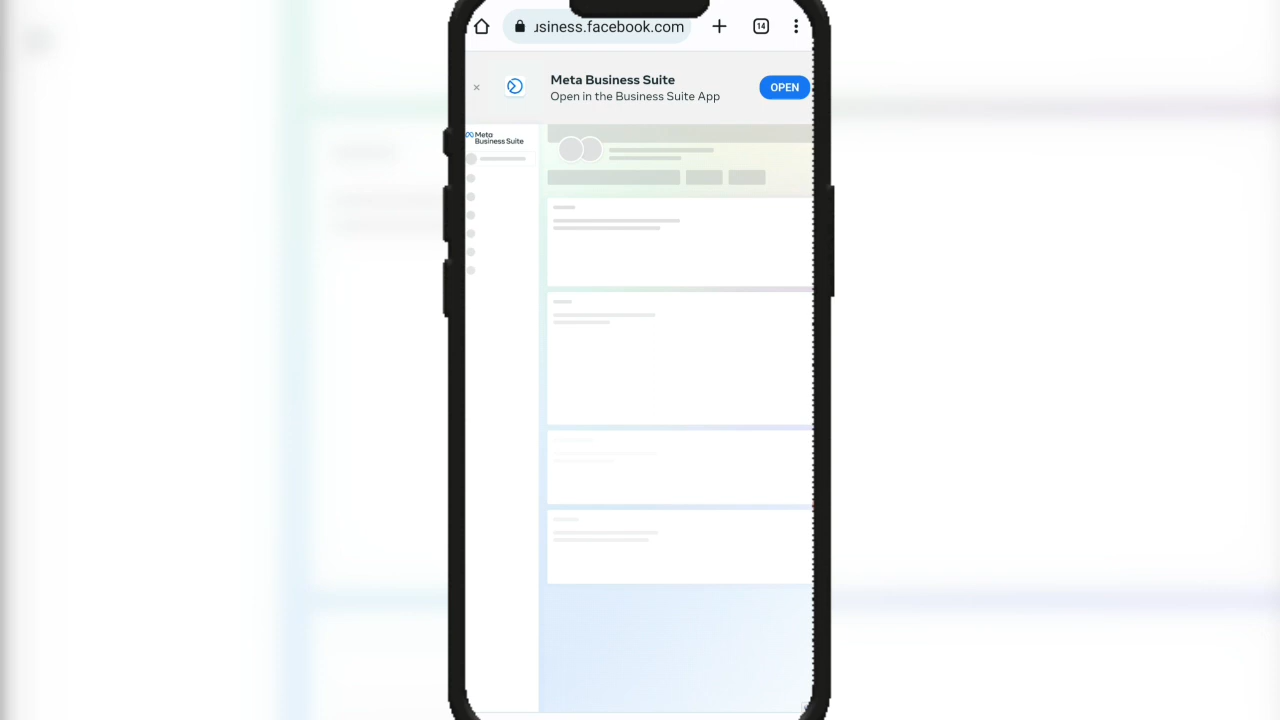 usiness.facebook.com
14
Meta Business Suite
Open in the Business Suite App
OPEN
Meta
Business Suite